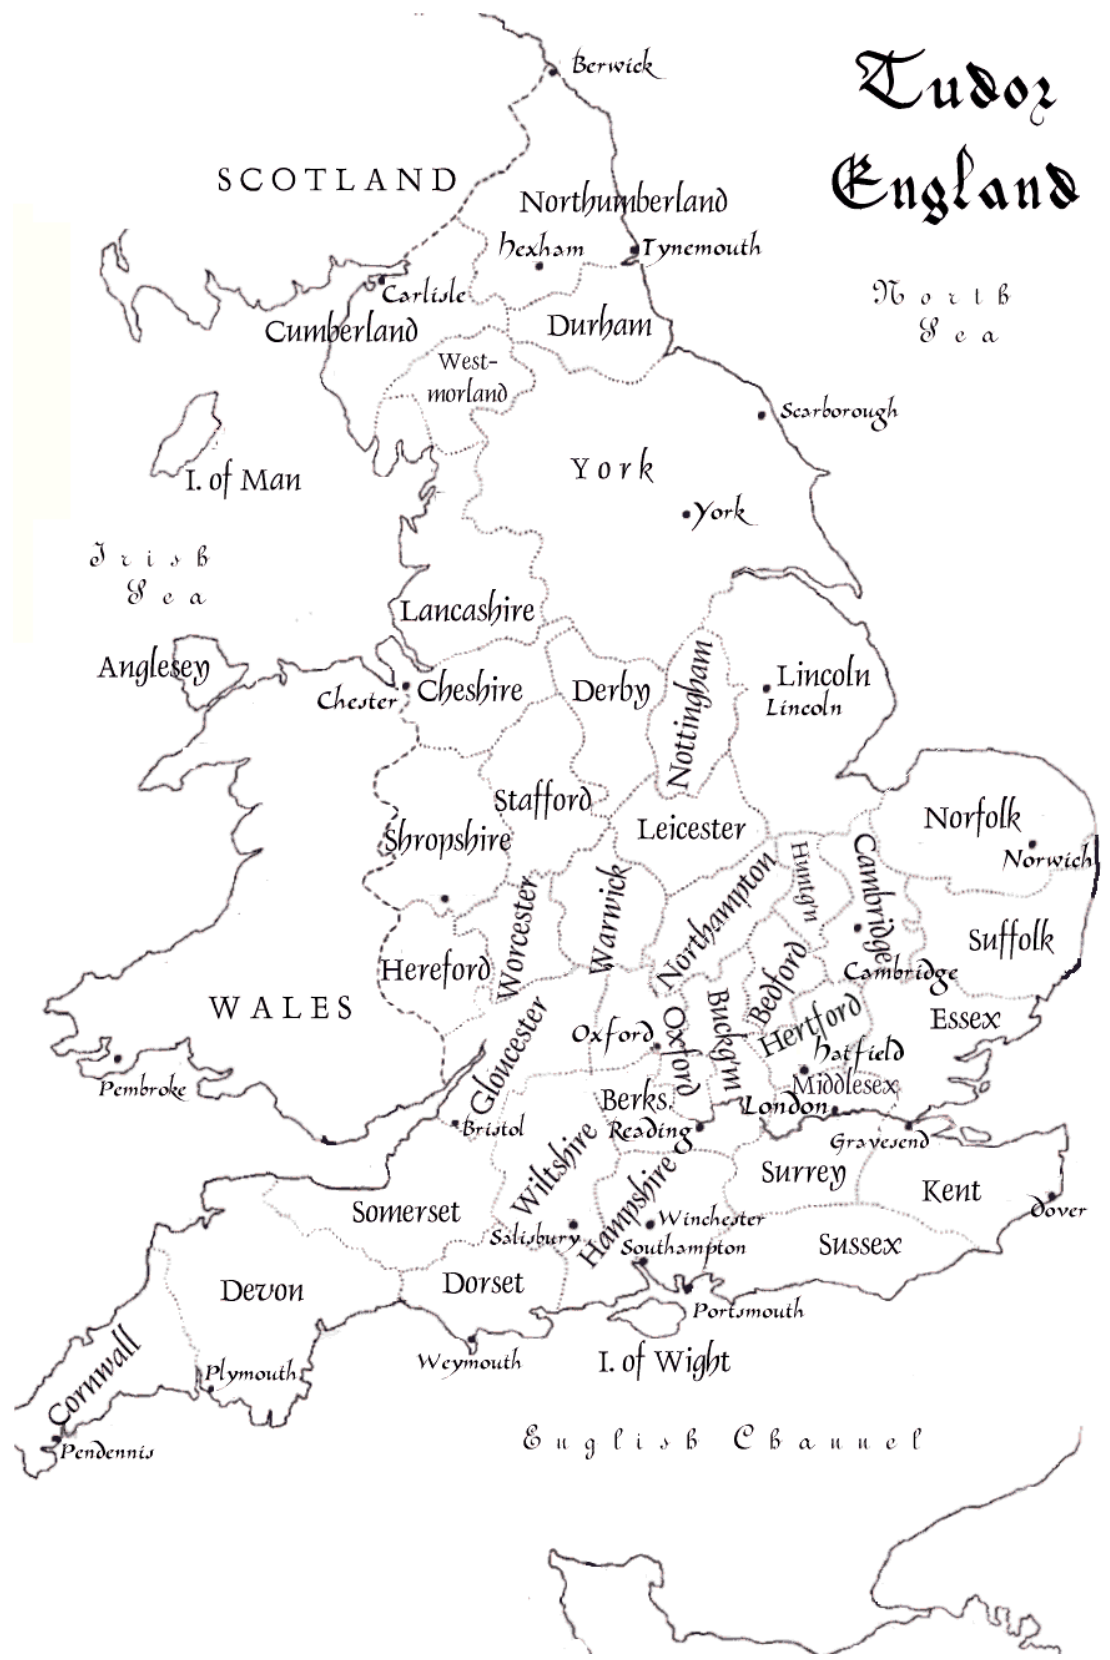 Tudor
England
Berwick
SCOTLAND
Northumberland
Hexham
Tynemouth
Carlisle
North
Sea
Cumberland
Durham
West-
morland
Scarborough
York
I. of Man
York
Irish
Sea
Lancashire
Anglesey
Chester
Cheshire
Derby
Nottingham
Lincoln
Lincoln
Stafford
Shropshire
Leicester
Norfolk
Norwich
Huntg'n
Cambridge
Northampton
Warwick
Worcester
Hereford
Suffolk
Cambridge
Bedford
WALES
Gloucester
Oxford
Oxford
Buckg'm
Hertford
Essex
Hatfield
Pembroke
Middlesex
Berks.
London
Bristol
Reading
Gravesend
Wiltshire
Hampshire
Surrey
Kent
Somerset
Salisbury
Winchester
Southampton
Sussex
Dover
Devon
Dorset
Portsmouth
Weymouth
I. of Wight
Cornwall
Plymouth
Pendennis
English Channel